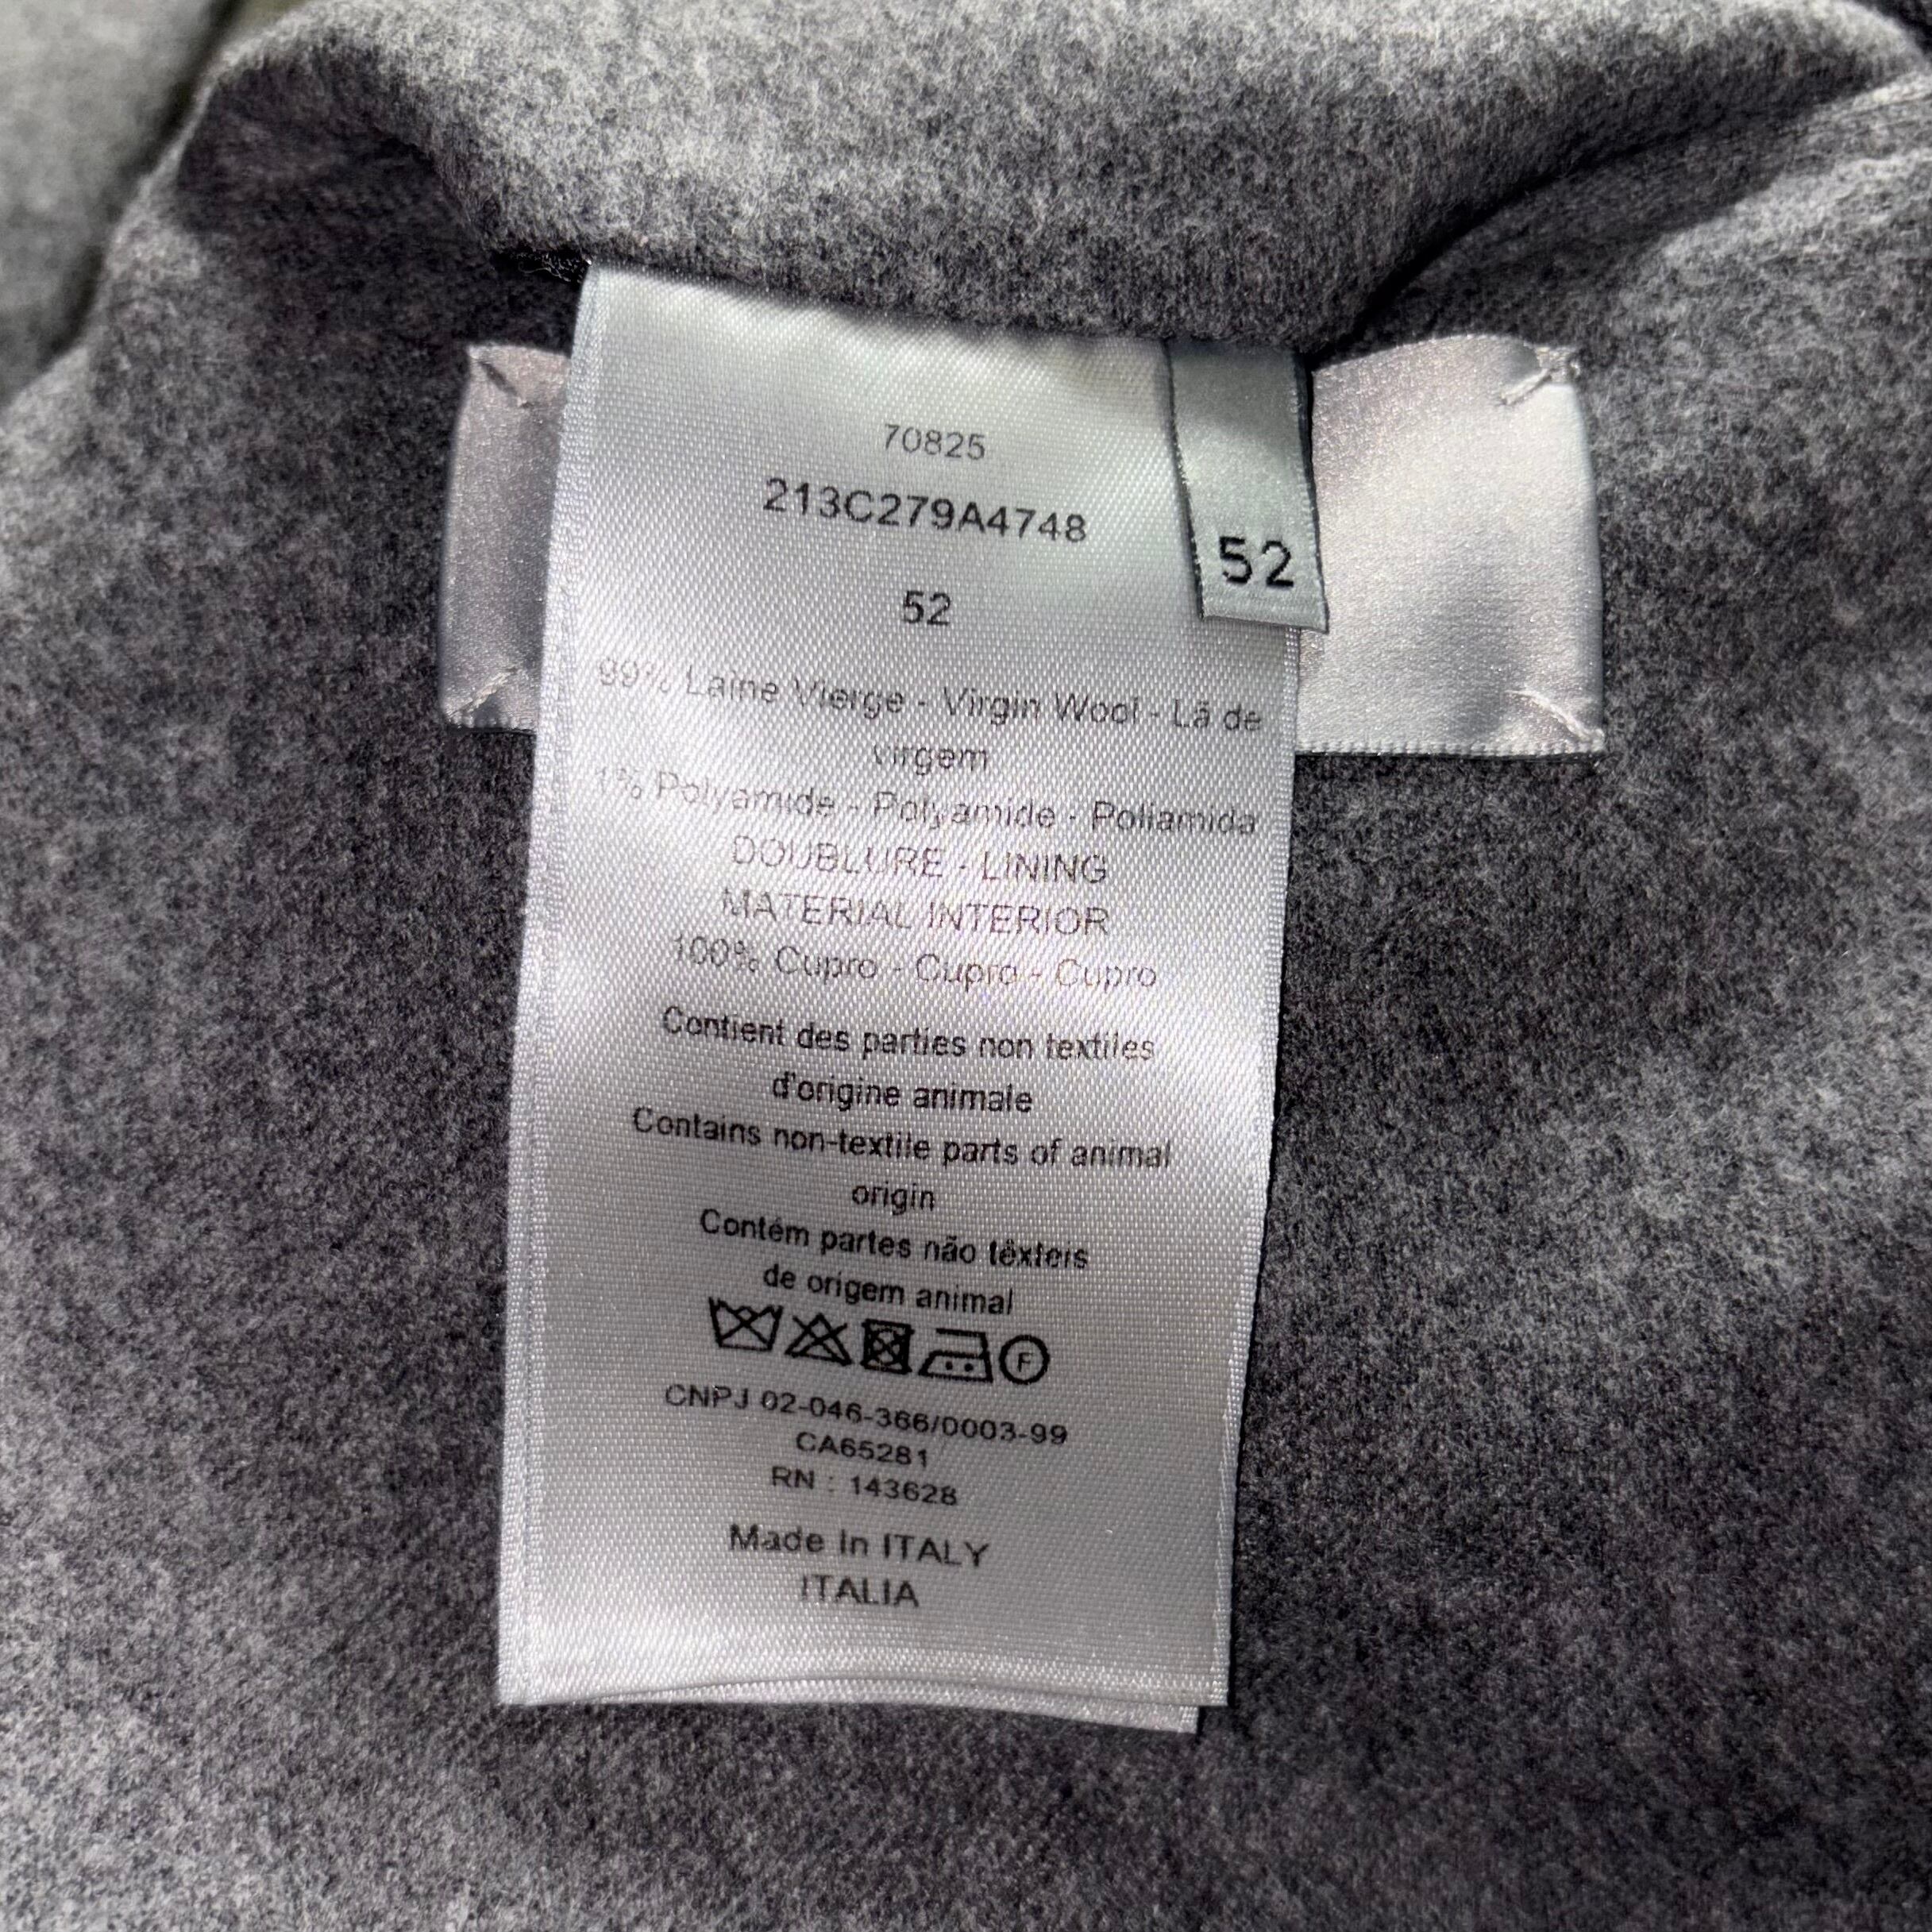 70825
213C279A4748
52
52
99% Laine Vierge - Virgin Wool - Lã de
virgem
1% Polyamide - Polyamide - Poliamida
DOUBLURE - LINING
MATERIAL INTERIOR
100% Cupro - Cupro - Cupro
Contient des parties non textiles
d'origine animale
Contains non-textile parts of animal
origin
Contém partes não têxteis
de origem animal
F
CNPJ 02-046-366/0003-99
CA65281
RN : 143628
Made In ITALY
ITALIA